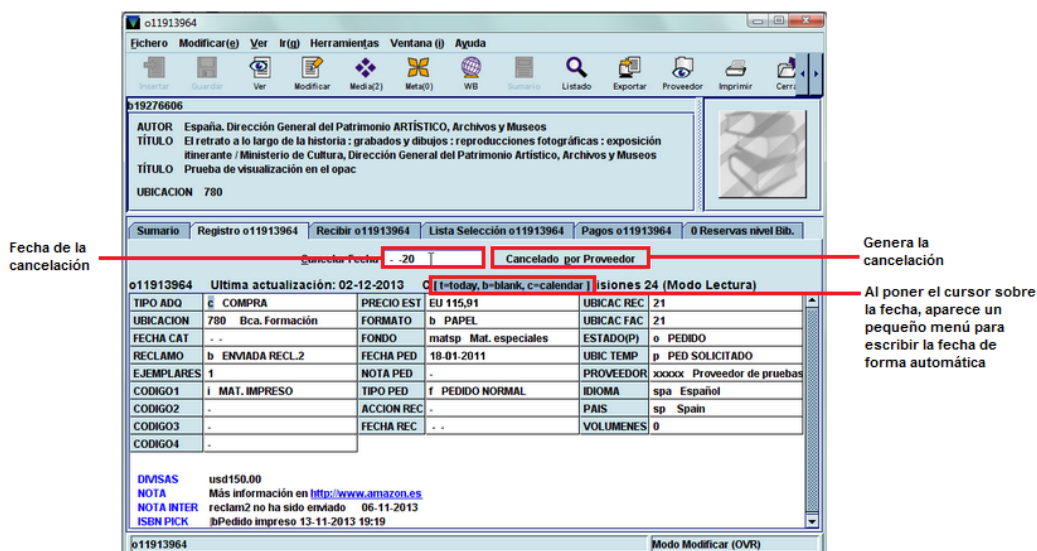 o11913964
Fichero Modificar(e) Ver Ir(g) Herramientas Ventana (i) Ayuda
Insertar Guardar Ver Modificar Media(2) Meta(0) WB Sumario Listado Exportar Proveedor Imprimir
b19276606
AUTOR España. Dirección General del Patrimonio ARTÍSTICO, Archivos y Museos
TÍTULO El retrato a lo largo de la historia : grabados y dibujos : reproducciones fotográficas : exposición
itinerante / Ministerio de Cultura, Dirección General del Patrimonio Artístico, Archivos y Museos
TÍTULO Prueba de visualización en el opac
UBICACION 780
Sumario Registro o11913964 Recibir o11913964 Lista Selección o11913964 Pagos o11913964 0 Reservas nivel Bib.
Fecha de la
cancelación
Cancelar Fecha - -20 Cancelado por Proveedor
Genera la
cancelación
o11913964 Ultima actualización: 02-12-2013 C [ t=today, b=blank, c=calendar ] isiones 24 (Modo Lectura)
Al poner el cursor sobre
la fecha, aparece un
pequeño menú para
escribir la fecha de
forma automática
TIPO ADQ c COMPRA PRECIO EST EU 115,91 UBICAC REC 21
UBICACION 780 Bca. Formación FORMATO b PAPEL UBICAC FAC 21
FECHA CAT - - FONDO matsp Mat. especiales ESTADO(P) o PEDIDO
RECLAMO b ENVIADA RECL.2 FECHA PED 18-01-2011 UBIC TEMP p PED SOLICITADO
EJEMPLARES 1 NOTA PED - PROVEEDOR xxxxx Proveedor de pruebas
CODIGO1 i MAT. IMPRESO TIPO PED f PEDIDO NORMAL IDIOMA spa Español
CODIGO2 - ACCION REC - PAIS sp Spain
CODIGO3 - FECHA REC - - VOLUMENES 0
CODIGO4 -
DIVISAS usd150.00
NOTA Más información en http://www.amazon.es
NOTA INTER reclam2 no ha sido enviado 06-11-2013
ISBN PICK |bPedido impreso 13-11-2013 19:19
o11913964 Modo Modificar (OVR)